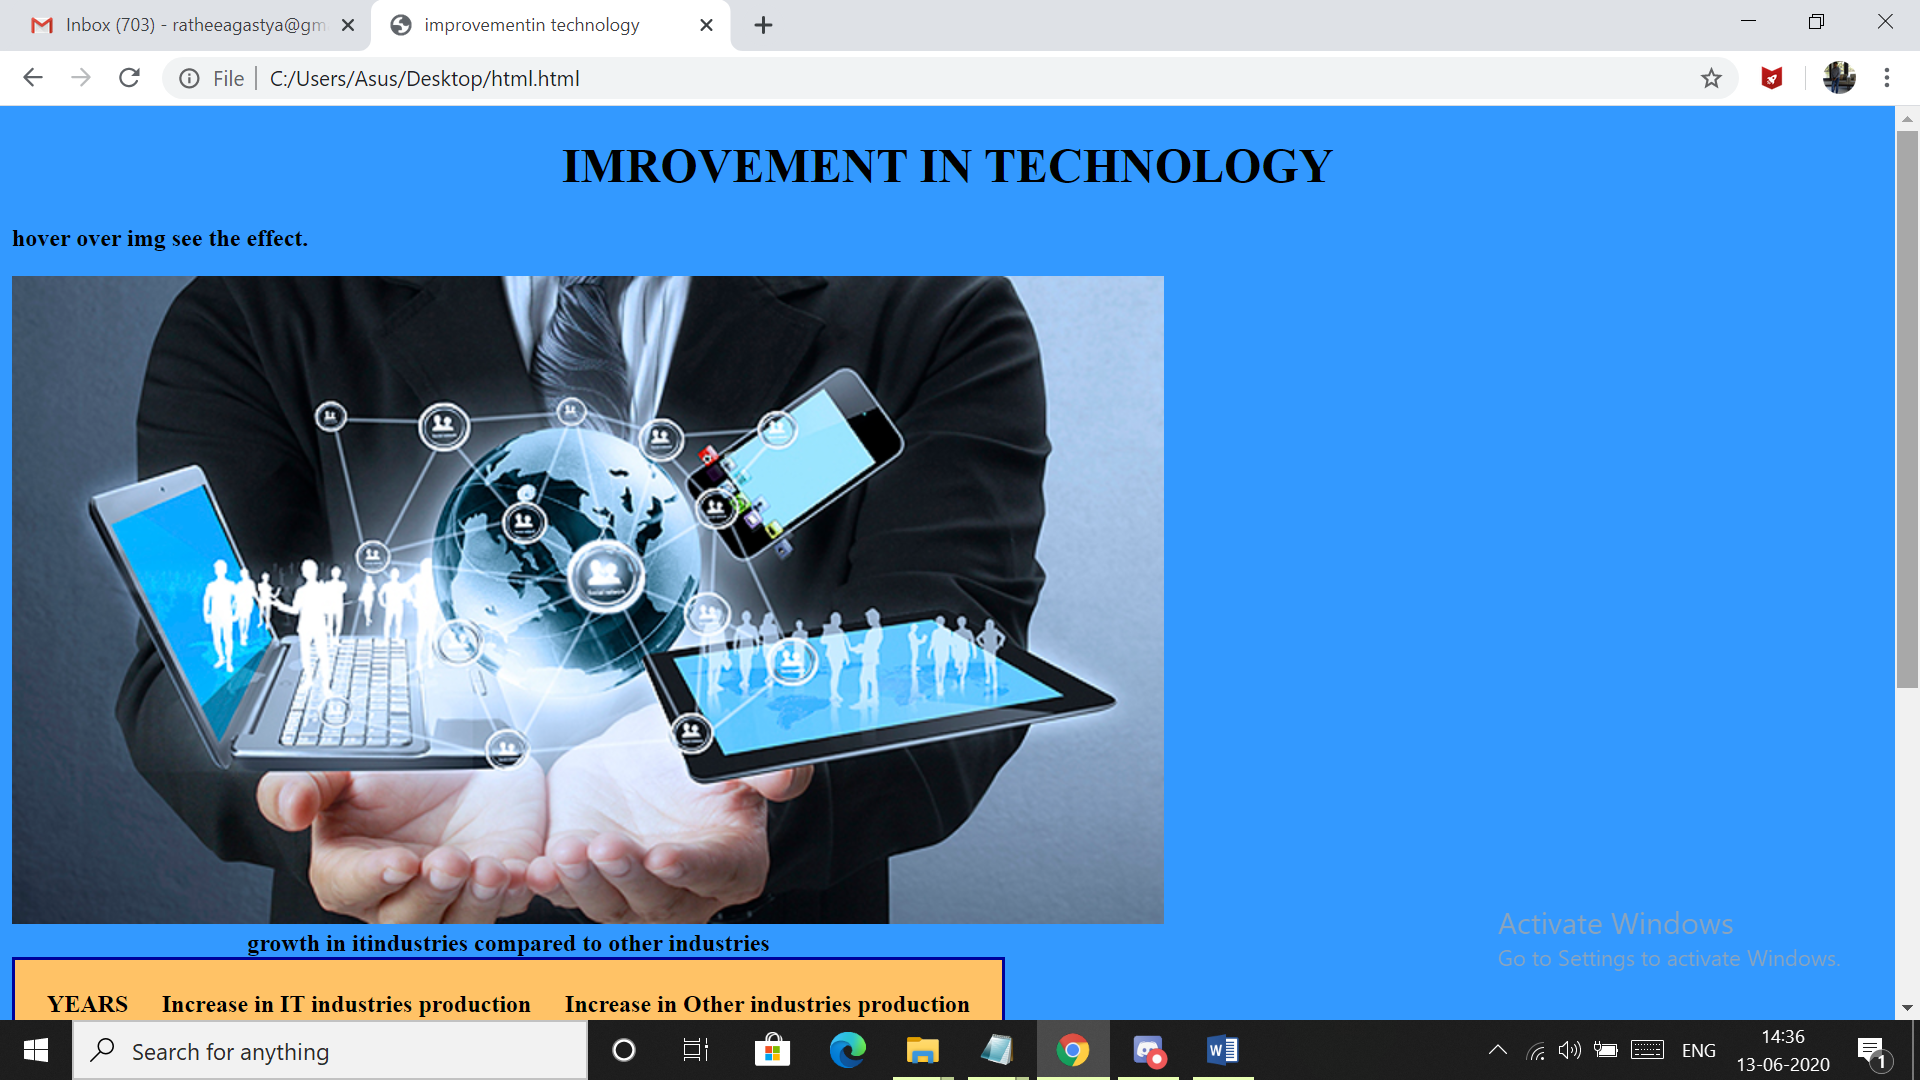 Inbox (703) - ratheeagastya@gm
improvementin technology
File
C:/Users/Asus/Desktop/html.html
IMROVEMENT IN TECHNOLOGY
hover over img see the effect.
growth in itindustries compared to other industries
YEARS Increase in IT industries production Increase in Other industries production
Activate Windows
Go to Settings to activate Windows.
Search for anything
ENG
14:36
13-06-2020
1